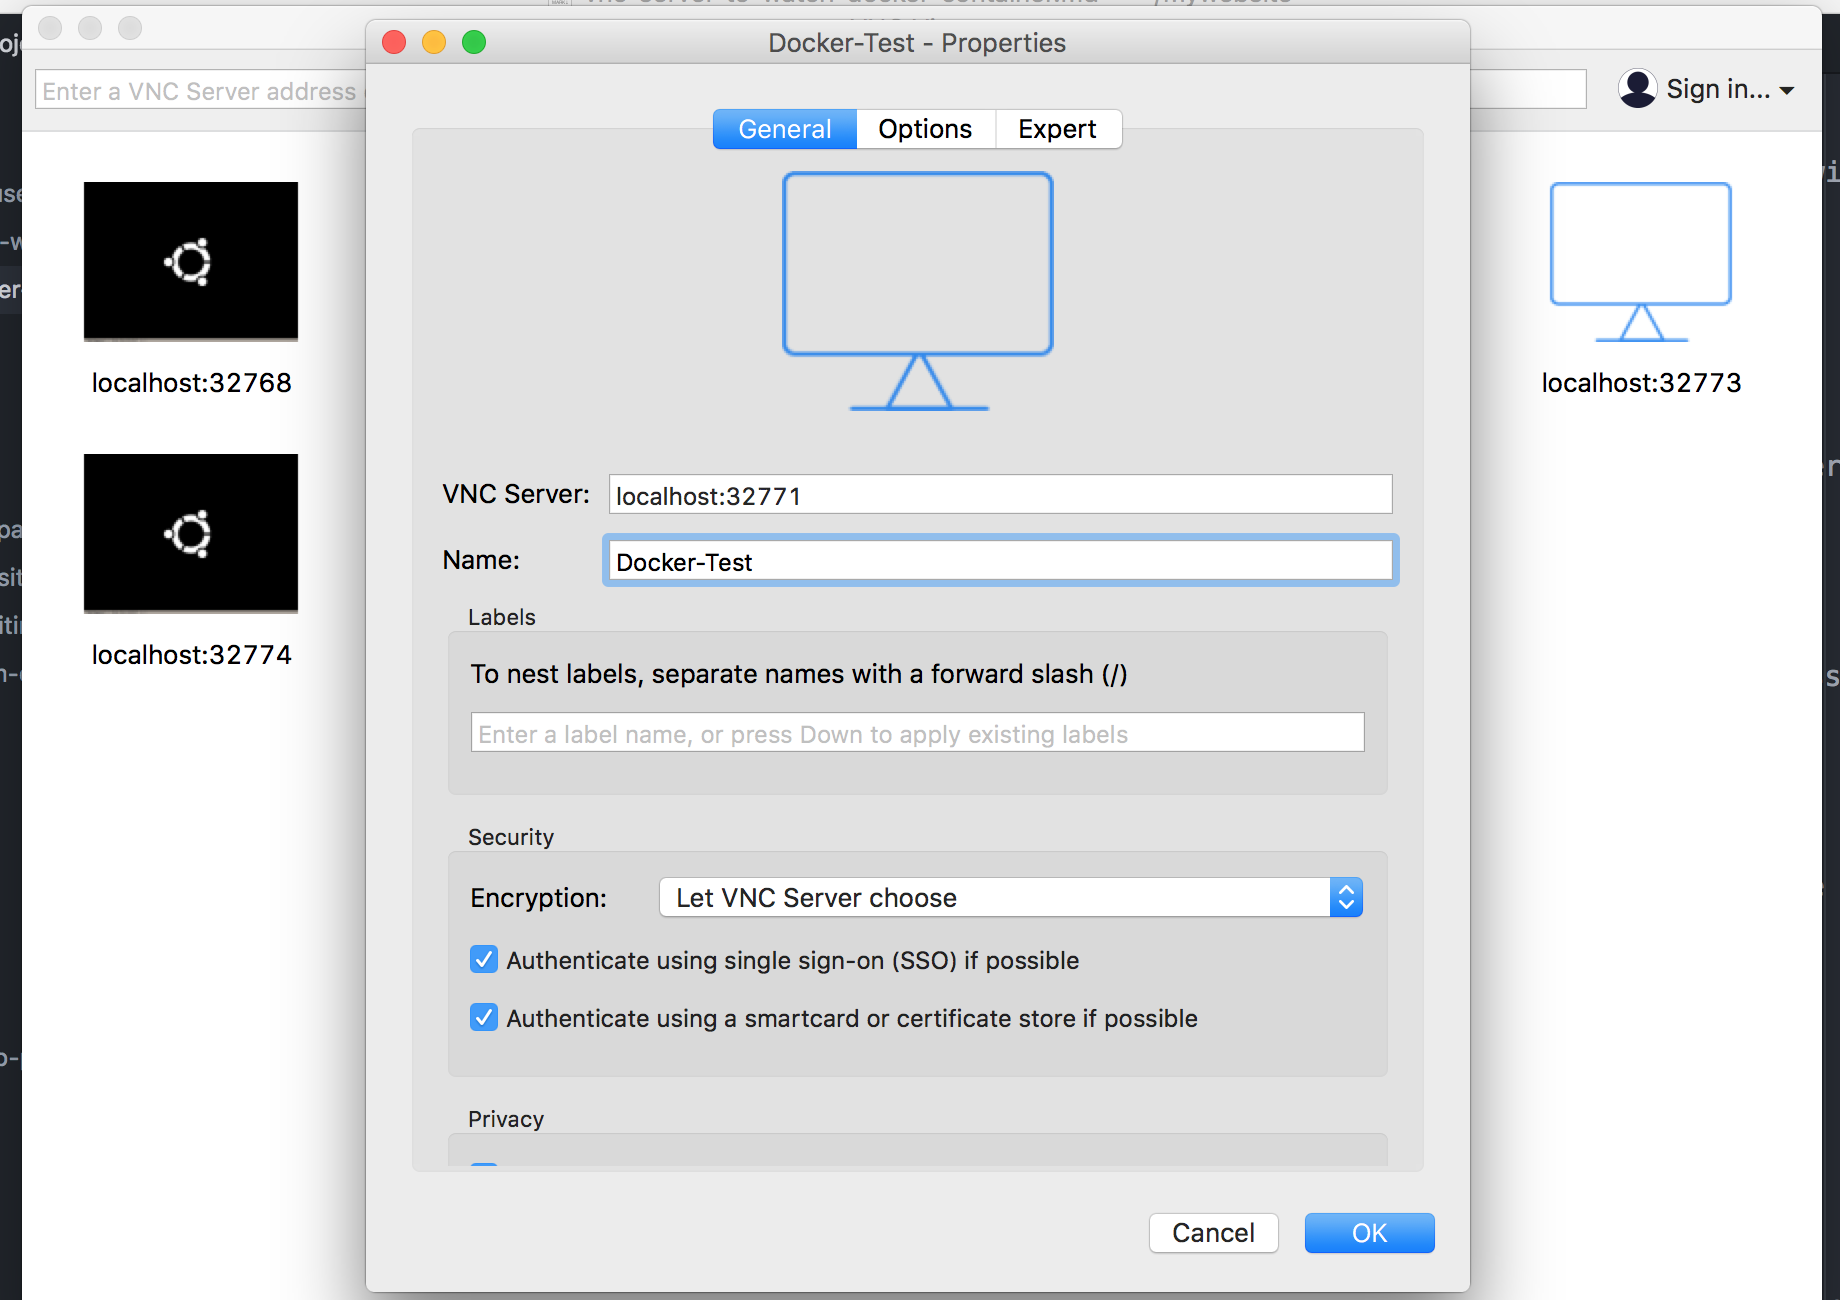 Docker-Test - Properties
Enter a VNC Server address
Sign in...
General
Options
Expert
localhost:32768
localhost:32773
localhost:32774
VNC Server:
localhost:32771
Name:
Docker-Test
Labels
To nest labels, separate names with a forward slash (/)
Enter a label name, or press Down to apply existing labels
Security
Encryption:
Let VNC Server choose
Authenticate using single sign-on (SSO) if possible
Authenticate using a smartcard or certificate store if possible
Privacy
Cancel
OK